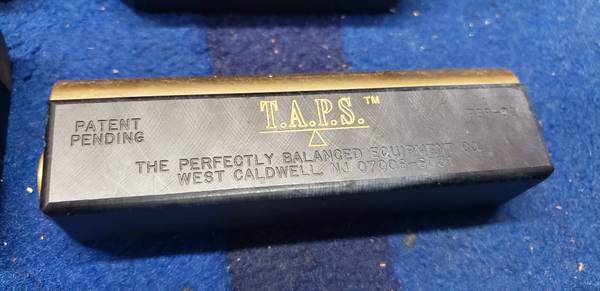 T.A.P.S.™
PATENT
PENDING
THE PERFECTLY BALANCED EQUIPMENT CO.
WEST CALDWELL, NJ